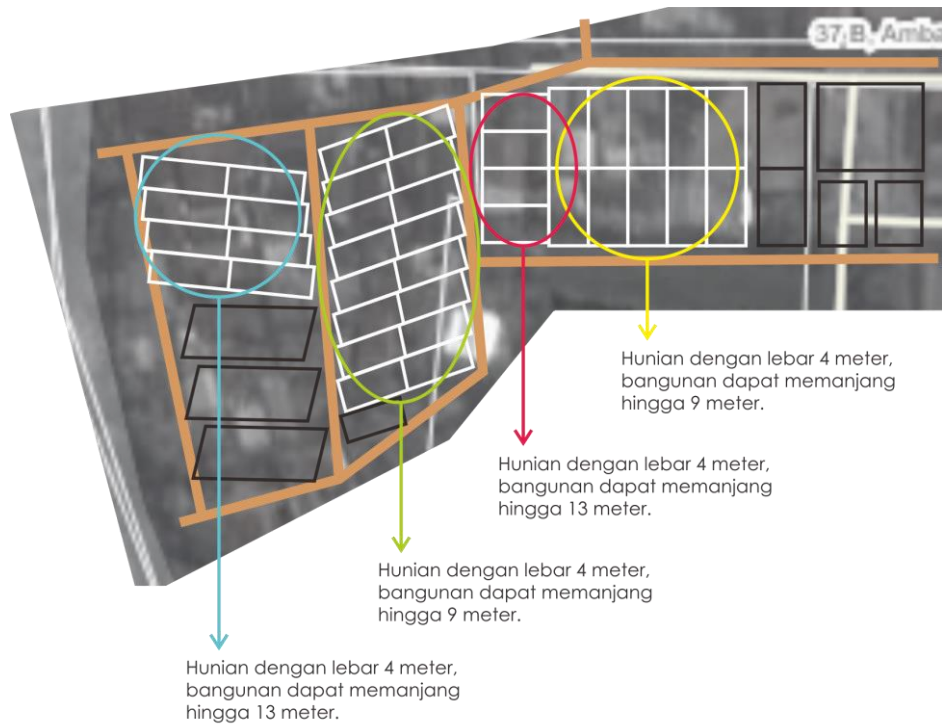 37 B, Amba
Hunian dengan lebar 4 meter,
bangunan dapat memanjang
hingga 9 meter.
Hunian dengan lebar 4 meter,
bangunan dapat memanjang
hingga 13 meter.
Hunian dengan lebar 4 meter,
bangunan dapat memanjang
hingga 9 meter.
Hunian dengan lebar 4 meter,
bangunan dapat memanjang
hingga 13 meter.